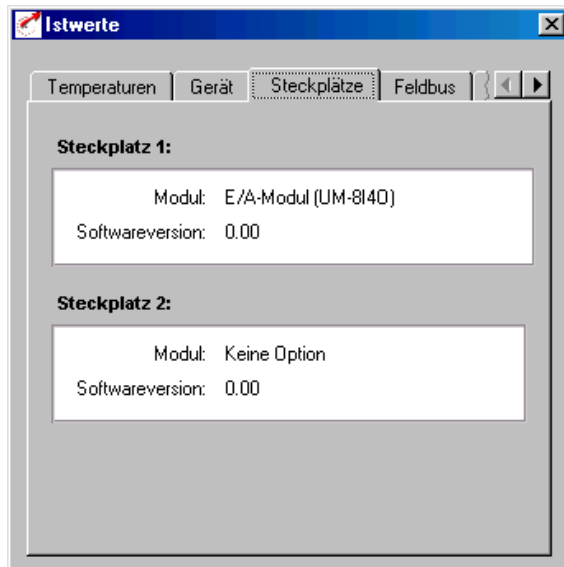 Istwerte
Temperaturen Gerät Steckplätze Feldbus
Steckplatz 1:
Modul: E/A-Modul (UM-8I4O)
Softwareversion: 0.00
Steckplatz 2:
Modul: Keine Option
Softwareversion: 0.00